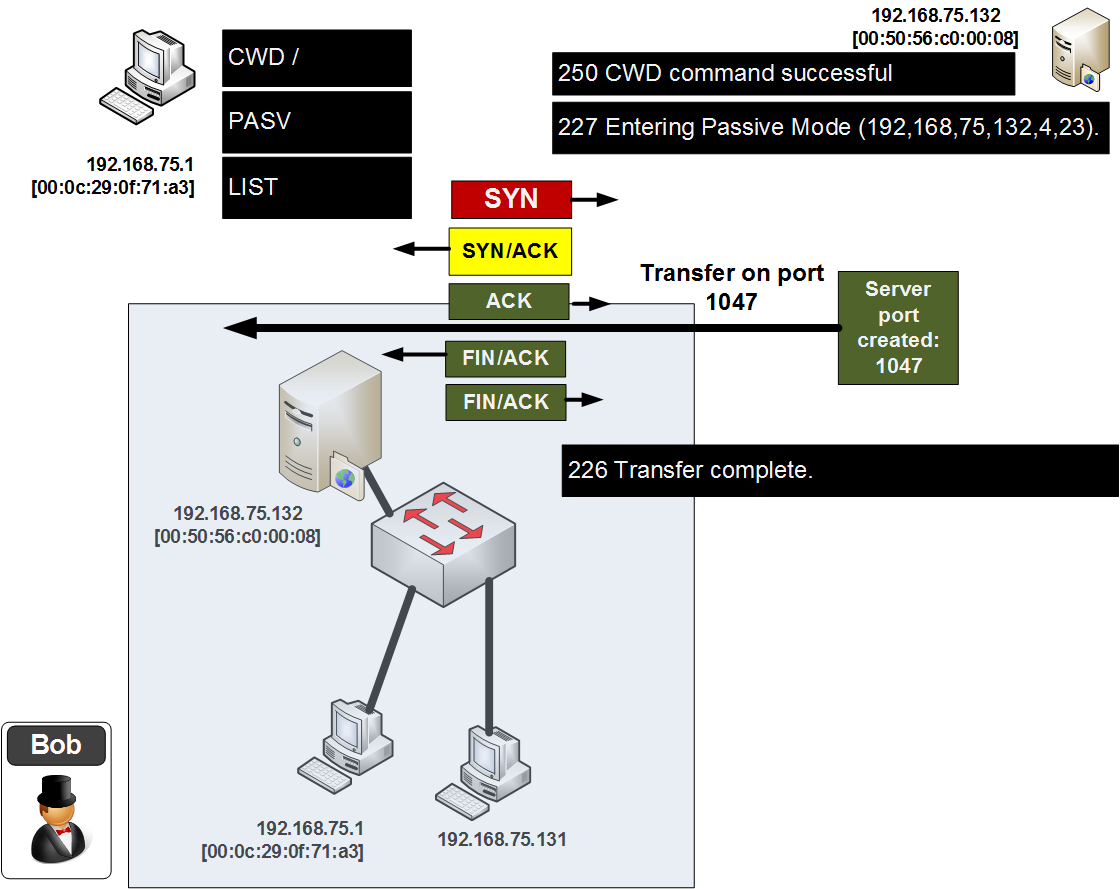 192.168.75.132
[00:50:56:c0:00:08]
CWD /
250 CWD command successful
PASV
227 Entering Passive Mode (192,168,75,132,4,23).
192.168.75.1
[00:0c:29:0f:71:a3]
LIST
SYN
SYN/ACK
ACK
Transfer on port
1047
Server
port
created:
1047
FIN/ACK
FIN/ACK
226 Transfer complete.
192.168.75.132
[00:50:56:c0:00:08]
Bob
192.168.75.1
[00:0c:29:0f:71:a3]
192.168.75.131